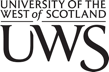 UNIVERSITY OF THE
WEST OF SCOTLAND
UWS